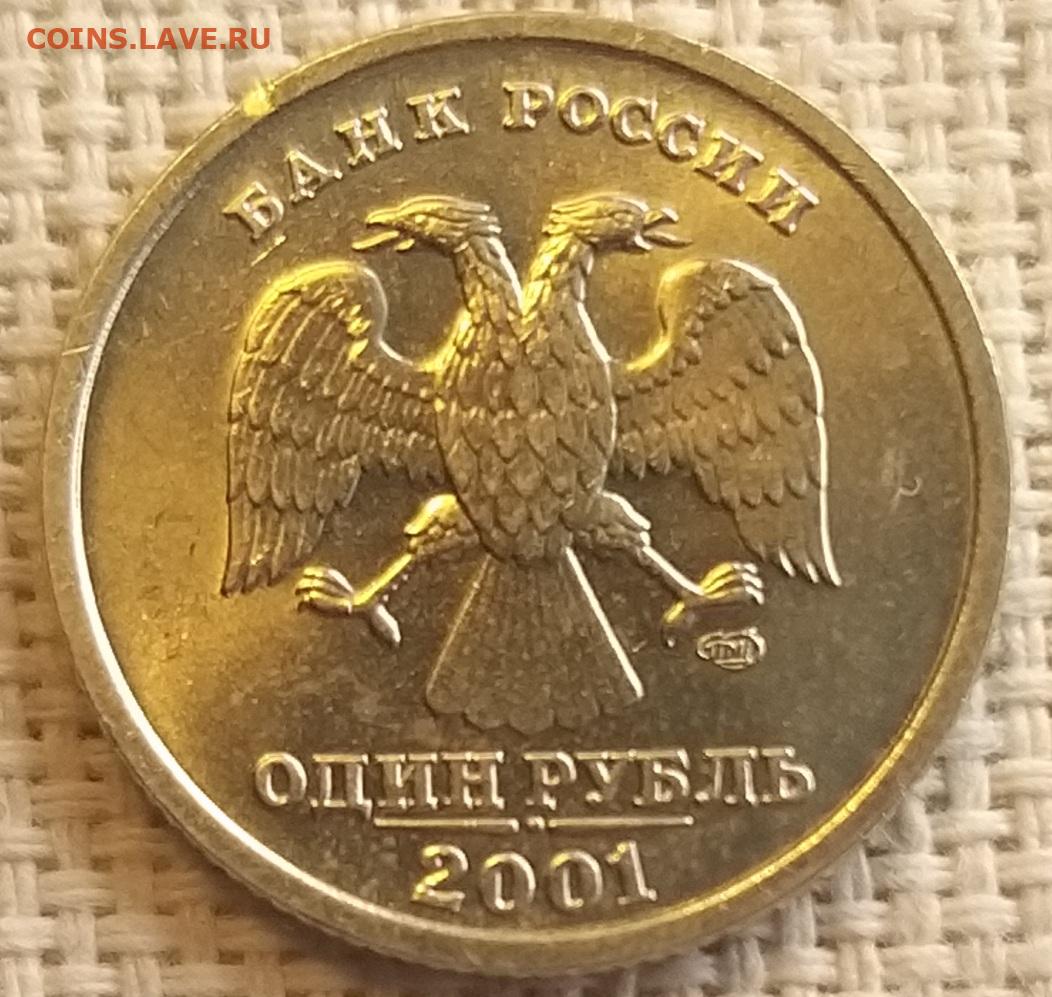 COINS.LAVE.RU
БАНК РОССИИ
ОДИН РУБЛЬ
2001